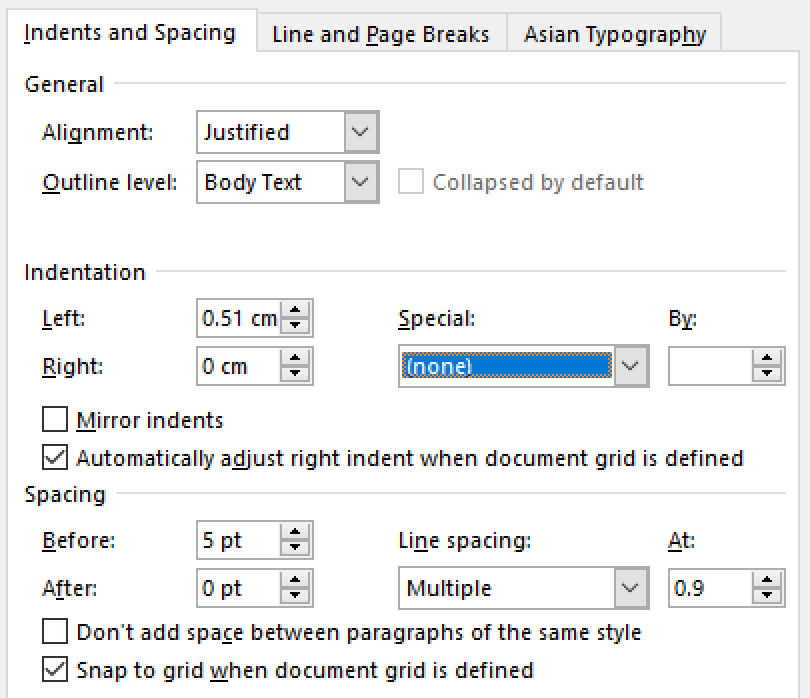 Indents and Spacing Line and Page Breaks Asian Typography
General
Alignment: Justified
Outline level: Body Text Collapsed by default
Indentation
Left: 0.51 cm Special: By:
Right: 0 cm (none)
Mirror indents
Automatically adjust right indent when document grid is defined
Spacing
Before: 5 pt Line spacing: At:
After: 0 pt Multiple 0.9
Don't add space between paragraphs of the same style
Snap to grid when document grid is defined